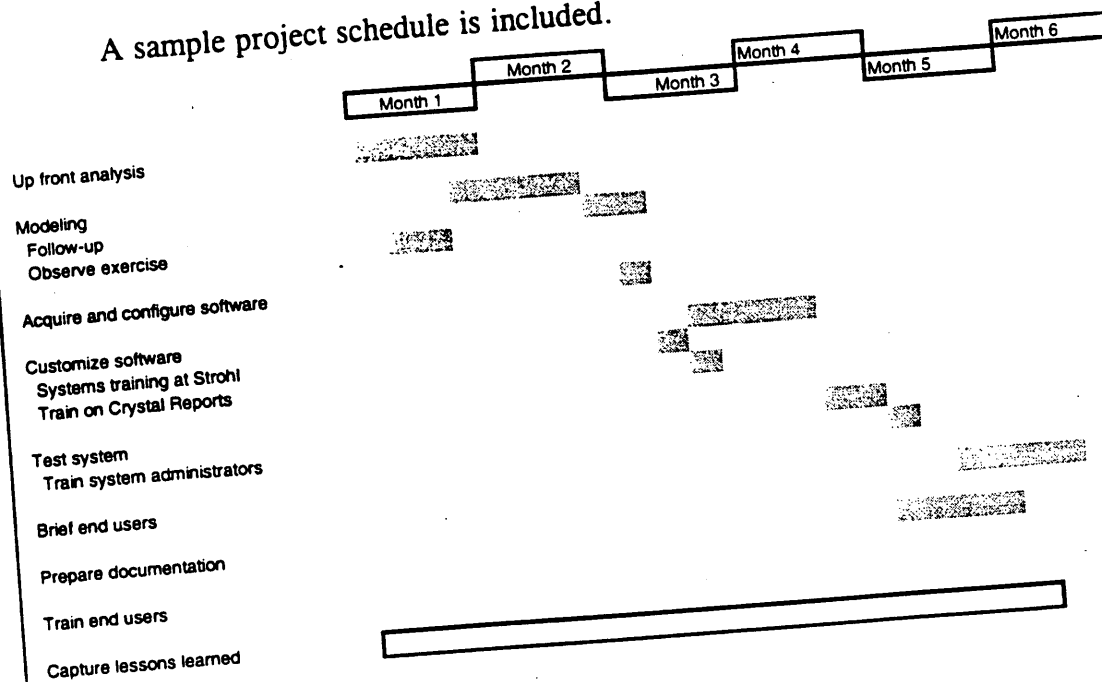 A sample project schedule is included.
Month 1
Month 2
Month 3
Month 4
Month 5
Month 6
Up front analysis
Modeling
Follow-up
Observe exercise
Acquire and configure software
Customize software
Systems training at Strohl
Train on Crystal Reports
Test system
Train system administrators
Brief end users
Prepare documentation
Train end users
Capture lessons learned